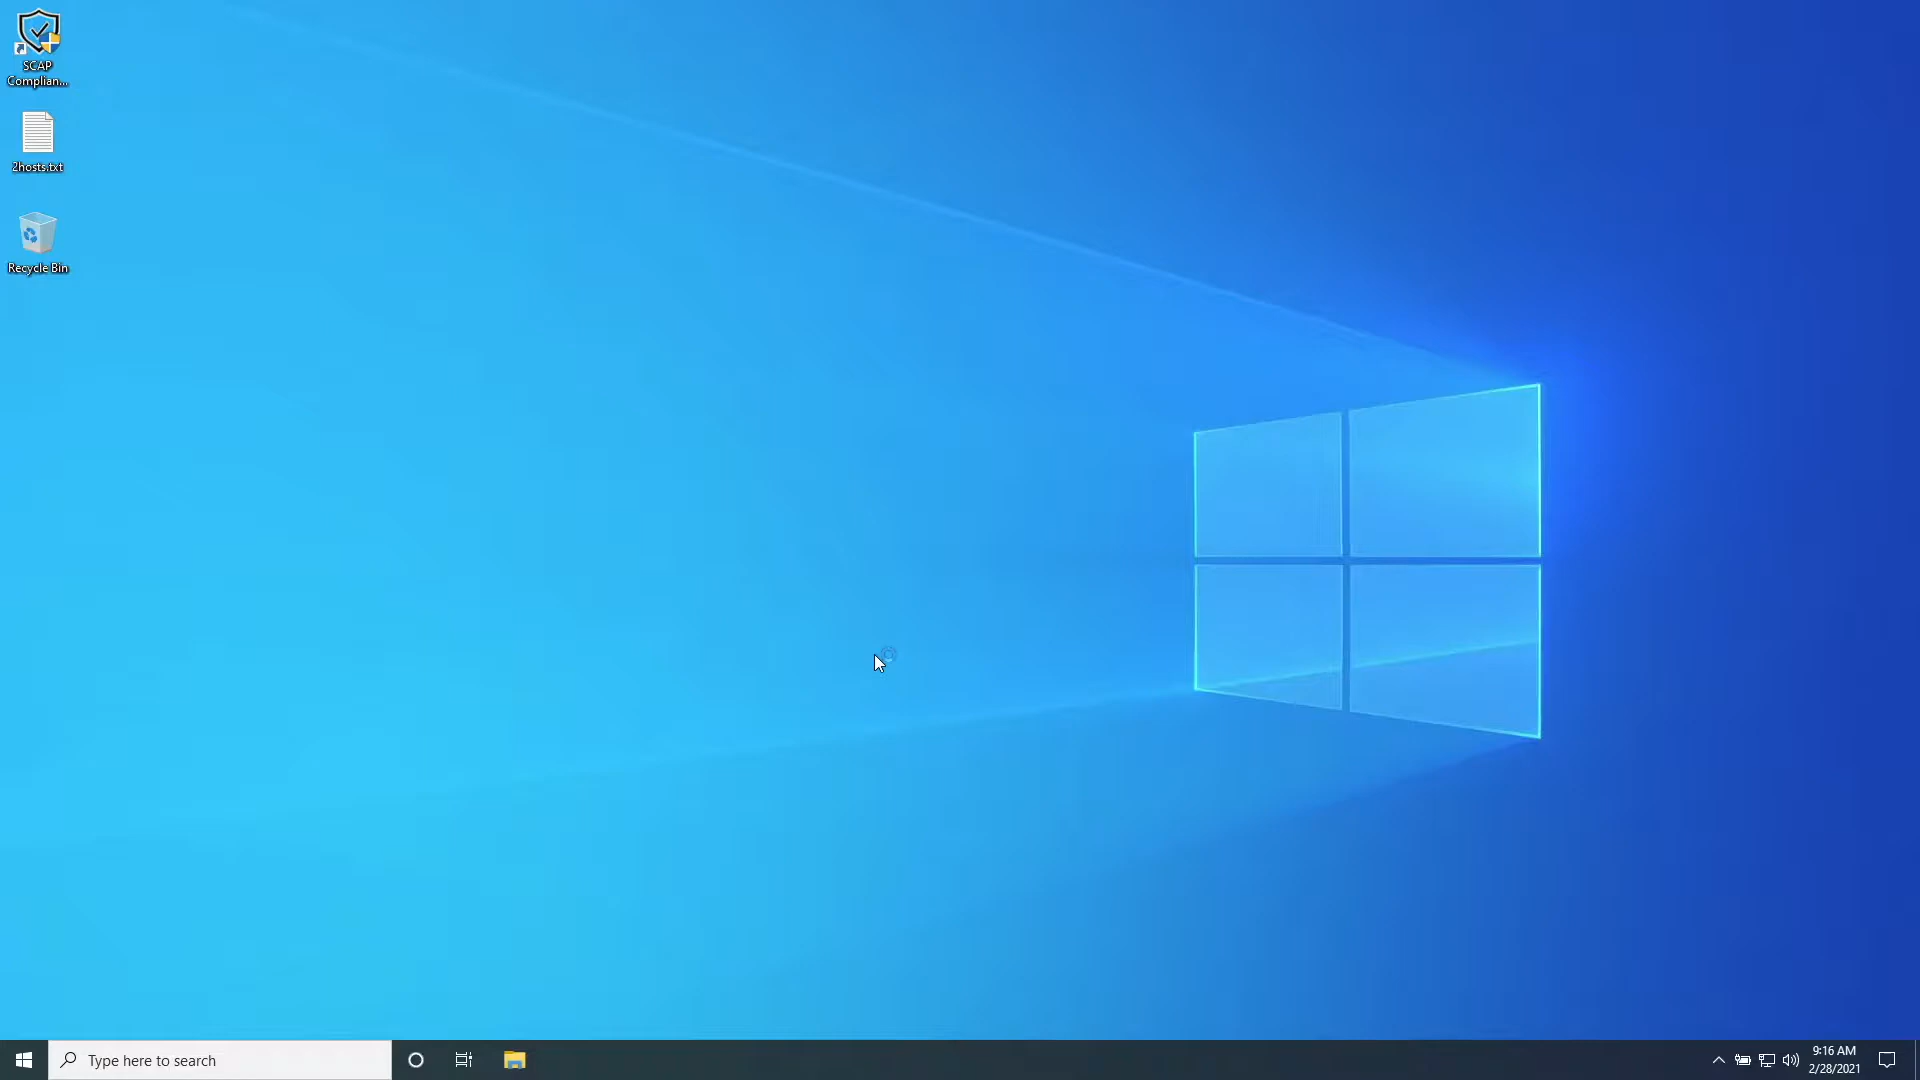 SCAP
Complian...
2hosts.txt
Recycle Bin
Type here to search
9:16 AM
2/28/2021